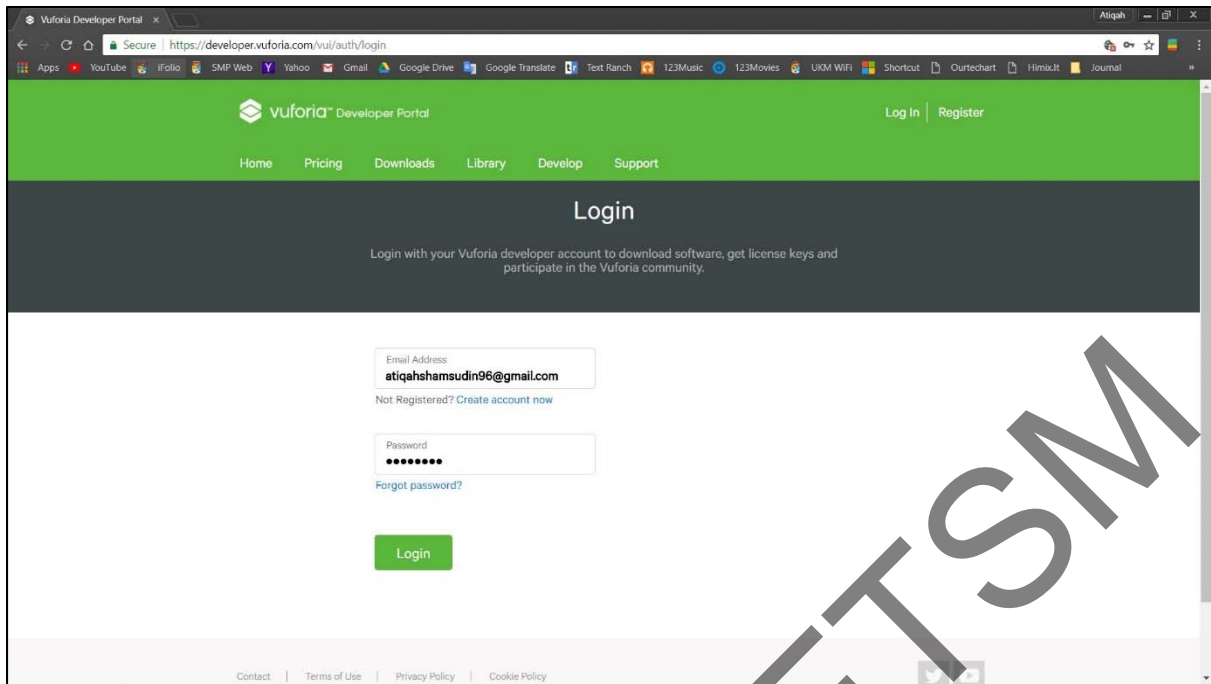 Vuforia Developer Portal
Atiqah
Secure https://developer.vuforia.com/vui/auth/login
Apps YouTube iFolio SMP Web Yahoo Gmail Google Drive Google Translate Text Ranch 123Music 123Movies UKM WiFi Shortcut Ourtechart Himix.lt Journal »
vuforia™ Developer Portal
Log In | Register
Home Pricing Downloads Library Develop Support
Login
Login with your Vuforia developer account to download software, get license keys and
participate in the Vuforia community.
Email Address
atiqahshamsudin96@gmail.com
Not Registered? Create account now
Password
••••••••
Forgot password?
Login
Contact | Terms of Use | Privacy Policy | Cookie Policy
FTSM